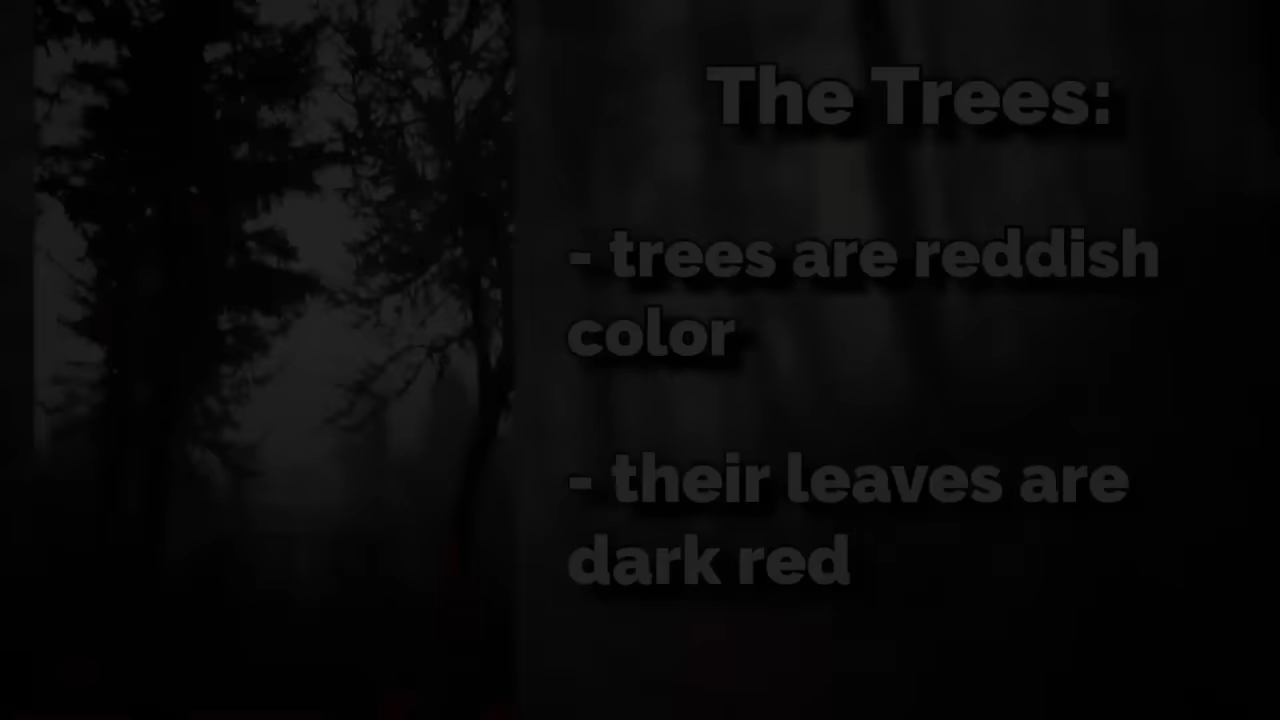 The Trees:
- trees are reddish
color
- their leaves are
dark red